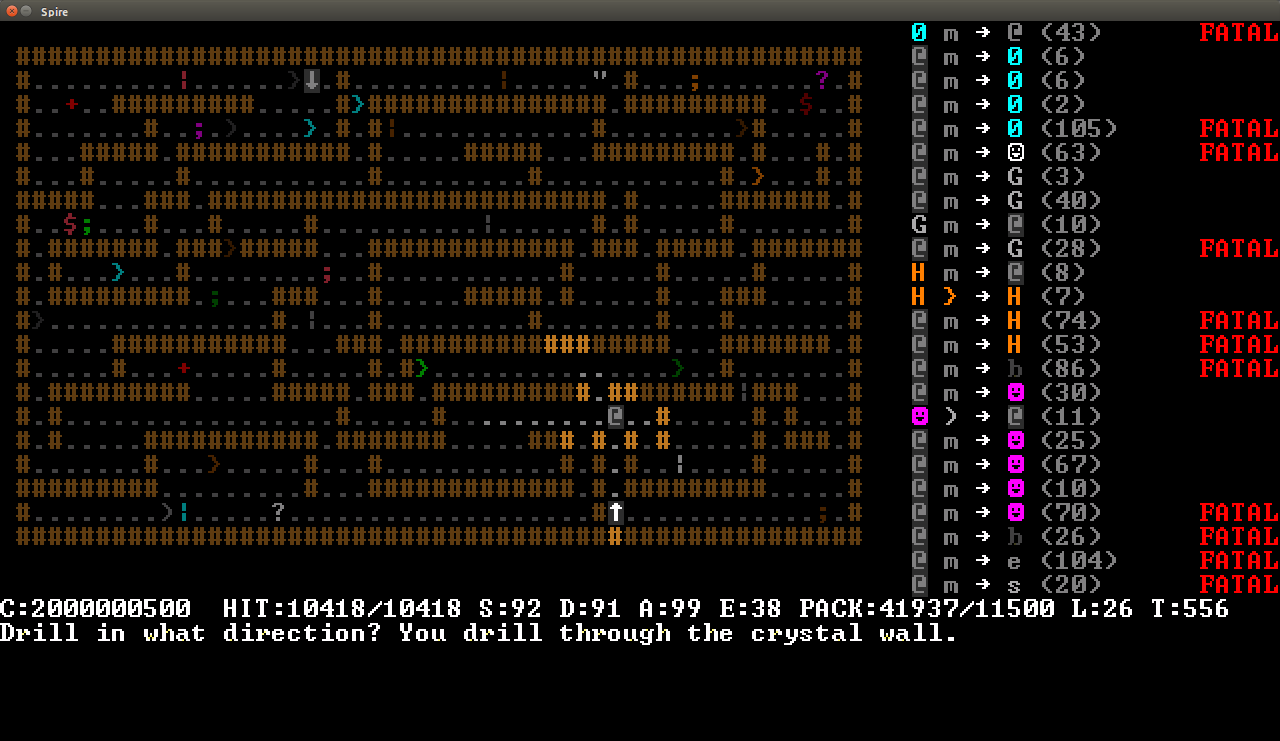 Spire
0 m → @ (43) FATAL
@ m → 0 (6)
@ m → 0 (6)
@ m → 0 (2)
@ m → 0 (105) FATAL
@ m → ☺ (63) FATAL
@ m → G (3)
@ m → G (40)
G m → @ (10)
@ m → G (28) FATAL
H m → @ (8)
H } → H (7)
@ m → H (74) FATAL
@ m → H (53) FATAL
@ m → b (86) FATAL
@ m → ☻ (30)
☻ ) → @ (11)
@ m → ☻ (25)
@ m → ☻ (67)
@ m → ☻ (10)
@ m → ☻ (70) FATAL
@ m → b (26) FATAL
@ m → e (104) FATAL
@ m → s (20) FATAL
C:2000000500 HIT:10418/10418 S:92 D:91 A:99 E:38 PACK:41937/11500 L:26 T:556
Drill in what direction? You drill through the crystal wall.